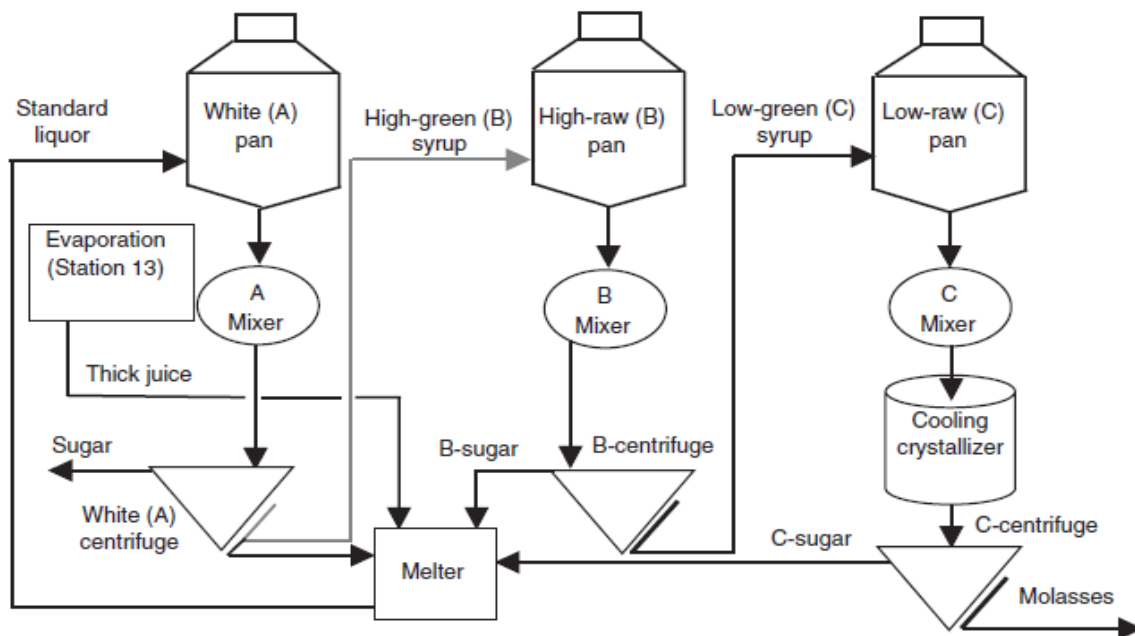 Standard
liquor
White (A)
pan
High-green (B)
syrup
High-raw (B)
pan
Low-green (C)
syrup
Low-raw (C)
pan
Evaporation
(Station 13)
A
Mixer
B
Mixer
C
Mixer
Thick juice
Cooling
crystallizer
Sugar
B-sugar
B-centrifuge
White (A)
centrifuge
C-centrifuge
C-sugar
Melter
Molasses